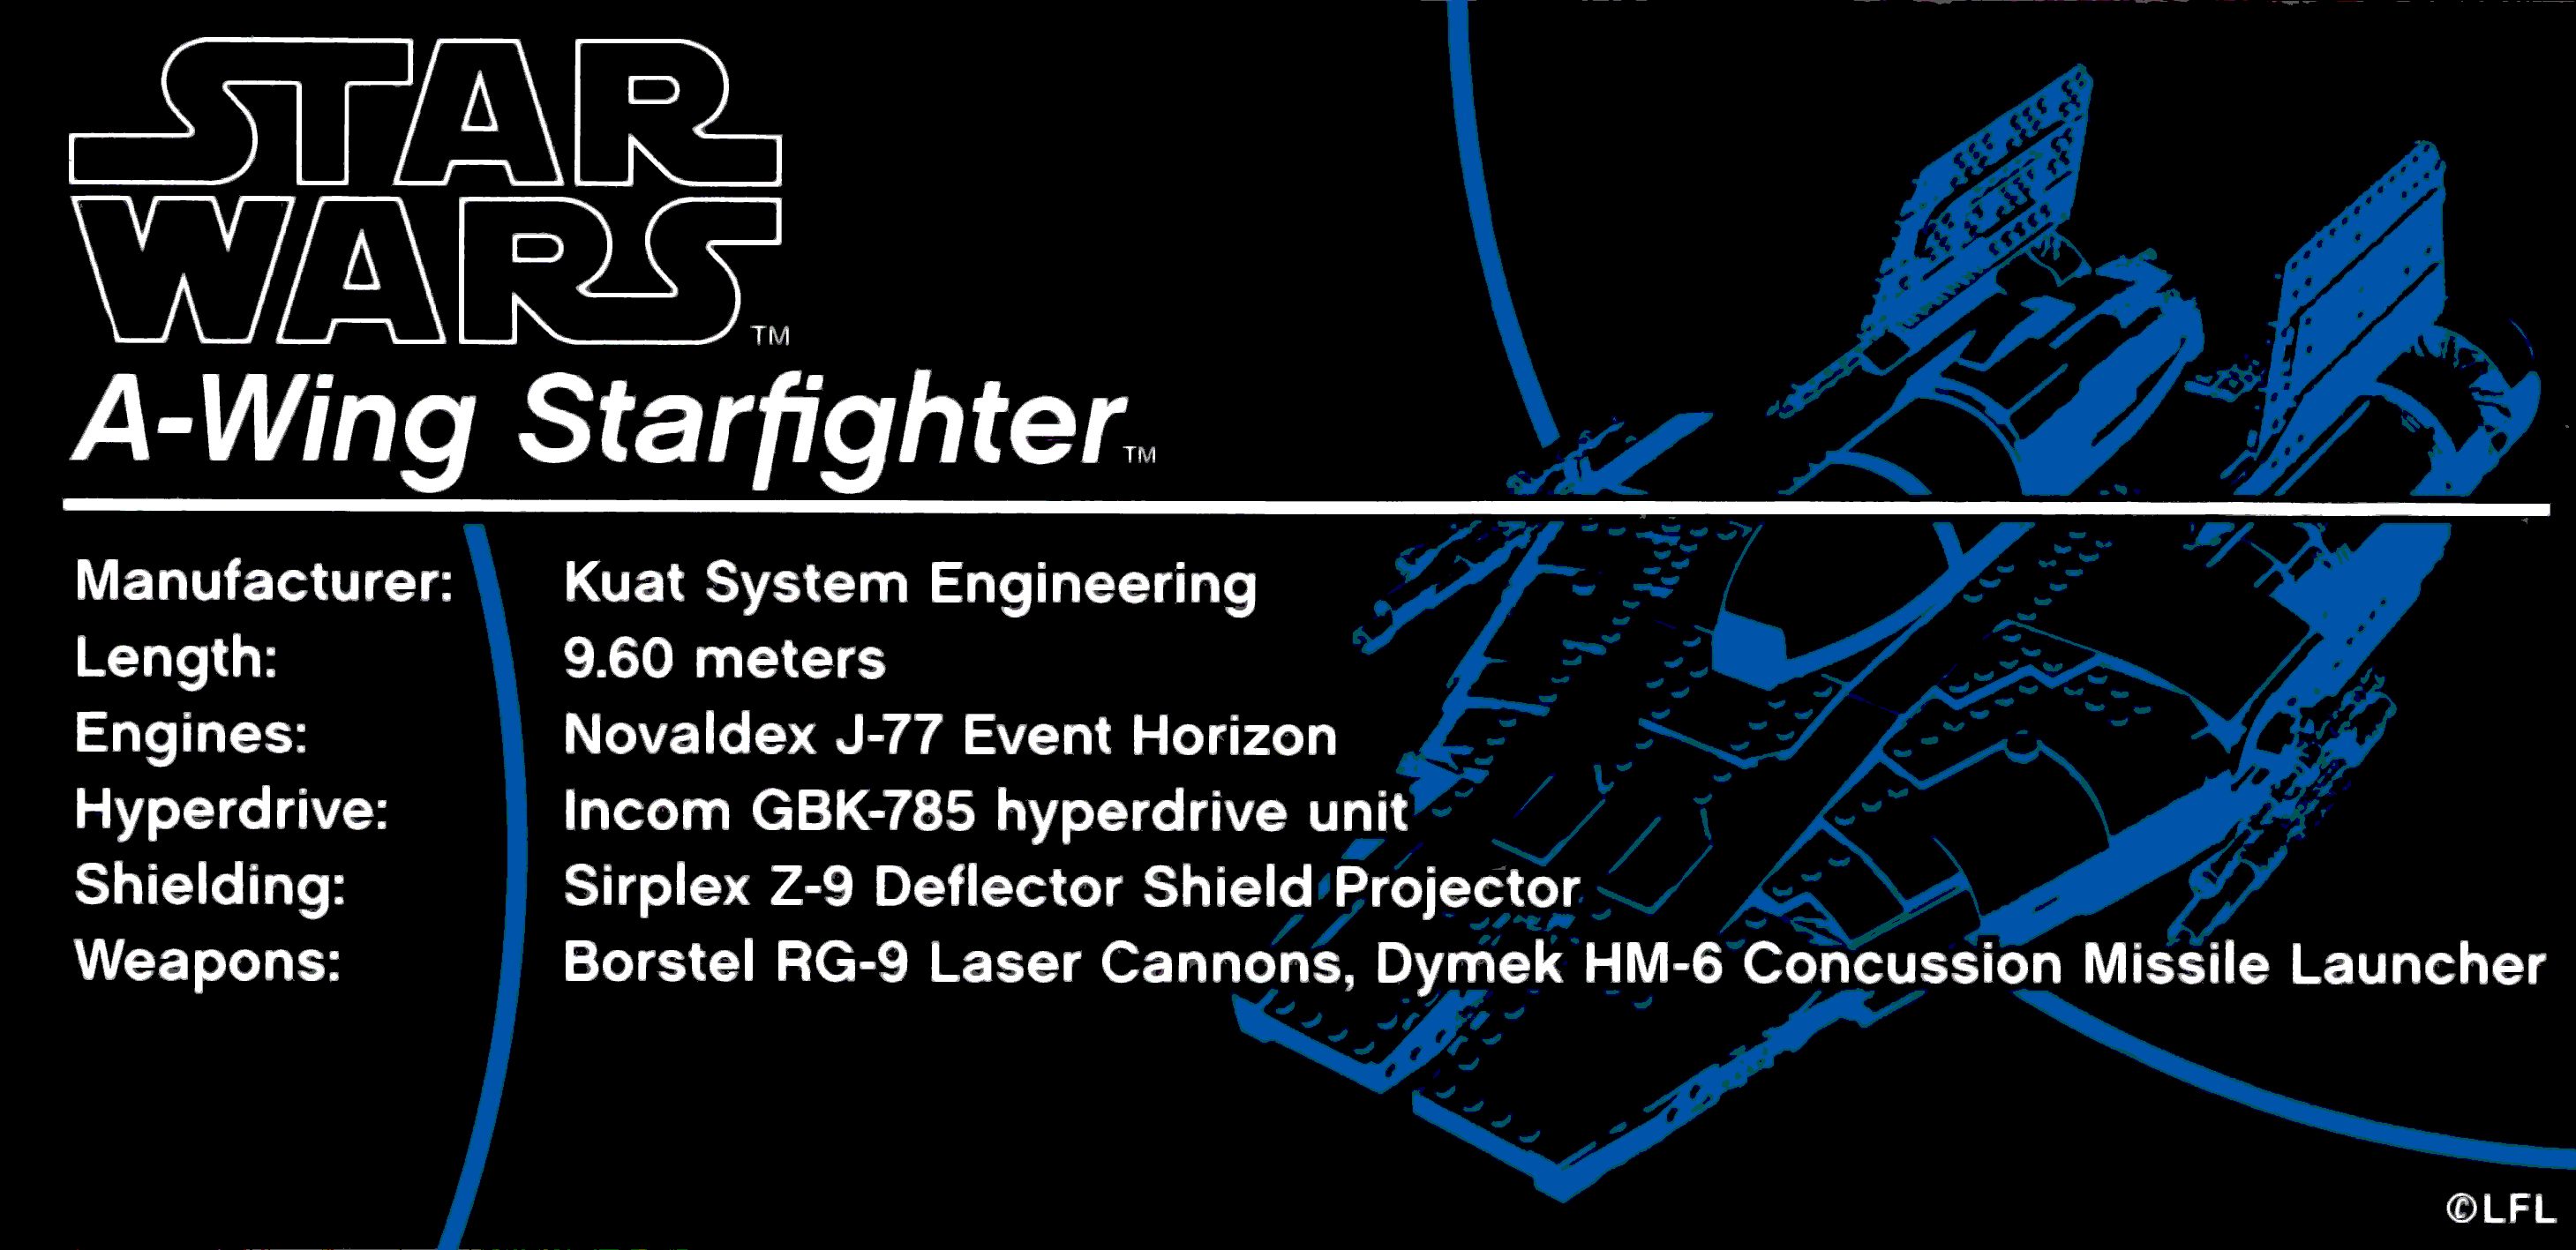 STAR
WARS™
A-Wing Starfighter™
Manufacturer: Kuat System Engineering
Length: 9.60 meters
Engines: Novaldex J-77 Event Horizon
Hyperdrive: Incom GBK-785 hyperdrive unit
Shielding: Sirplex Z-9 Deflector Shield Projector
Weapons: Borstel RG-9 Laser Cannons, Dymek HM-6 Concussion Missile Launcher
©LFL